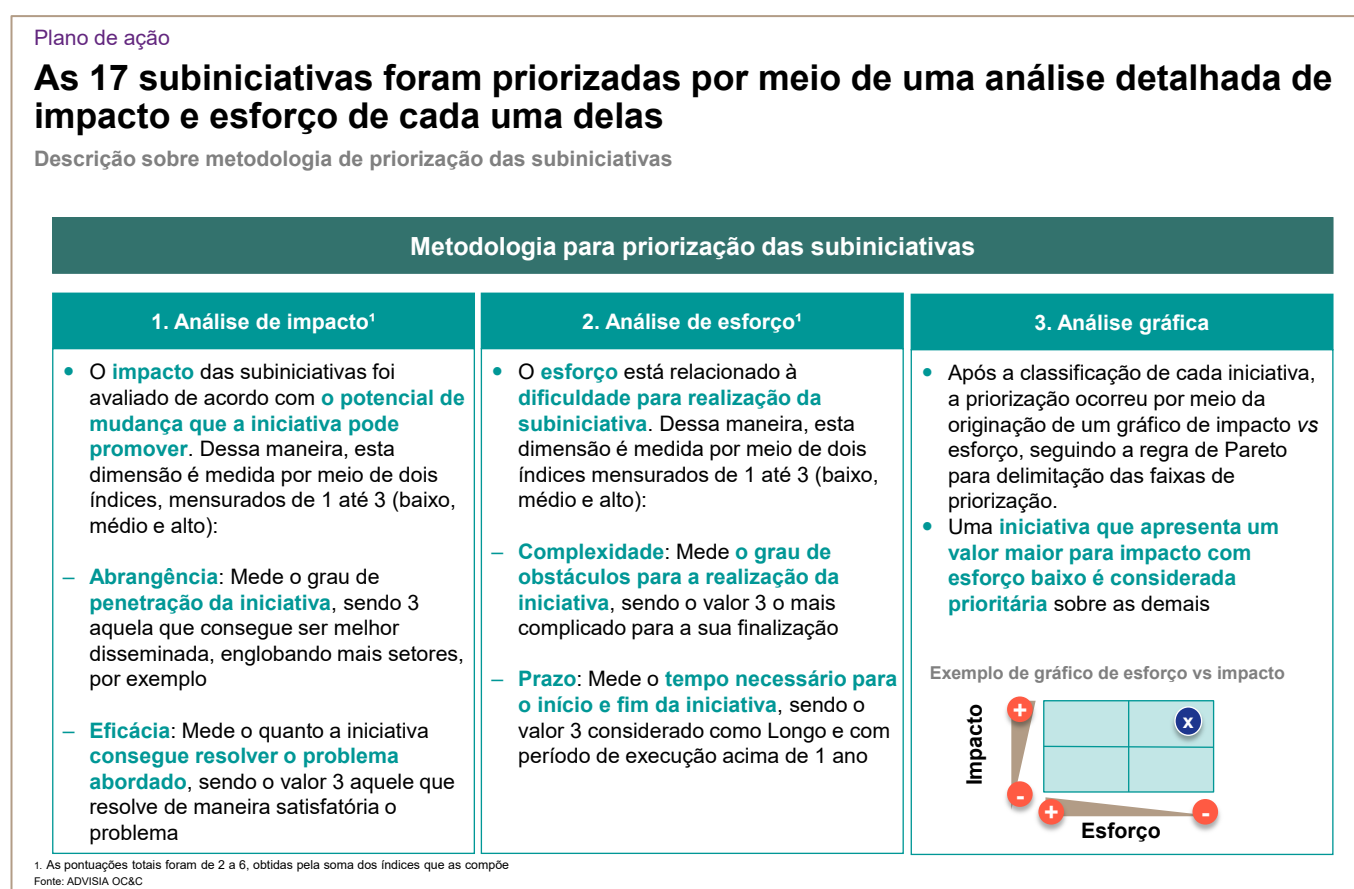 Plano de ação
As 17 subiniciativas foram priorizadas por meio de uma análise detalhada de
impacto e esforço de cada uma delas
Descrição sobre metodologia de priorização das subiniciativas
Metodologia para priorização das subiniciativas
1. Análise de impacto¹
• O impacto das subiniciativas foi
avaliado de acordo com o potencial de
mudança que a iniciativa pode
promover. Dessa maneira, esta
dimensão é medida por meio de dois
índices, mensurados de 1 até 3 (baixo,
médio e alto):
– Abrangência: Mede o grau de
penetração da iniciativa, sendo 3
aquela que consegue ser melhor
disseminada, englobando mais setores,
por exemplo
– Eficácia: Mede o quanto a iniciativa
consegue resolver o problema
abordado, sendo o valor 3 aquele que
resolve de maneira satisfatória o
problema
2. Análise de esforço¹
• O esforço está relacionado à
dificuldade para realização da
subiniciativa. Dessa maneira, esta
dimensão é medida por meio de dois
índices mensurados de 1 até 3 (baixo,
médio e alto):
– Complexidade: Mede o grau de
obstáculos para a realização da
iniciativa, sendo o valor 3 o mais
complicado para a sua finalização
– Prazo: Mede o tempo necessário para
o início e fim da iniciativa, sendo o
valor 3 considerado como Longo e com
período de execução acima de 1 ano
3. Análise gráfica
• Após a classificação de cada iniciativa,
a priorização ocorreu por meio da
originação de um gráfico de impacto vs
esforço, seguindo a regra de Pareto
para delimitação das faixas de
priorização.
• Uma iniciativa que apresenta um
valor maior para impacto com
esforço baixo é considerada
prioritária sobre as demais
Exemplo de gráfico de esforço vs impacto
Impacto
+
x
-
+
-
Esforço
1. As pontuações totais foram de 2 a 6, obtidas pela soma dos índices que as compõe
Fonte: ADVISIA OC&C